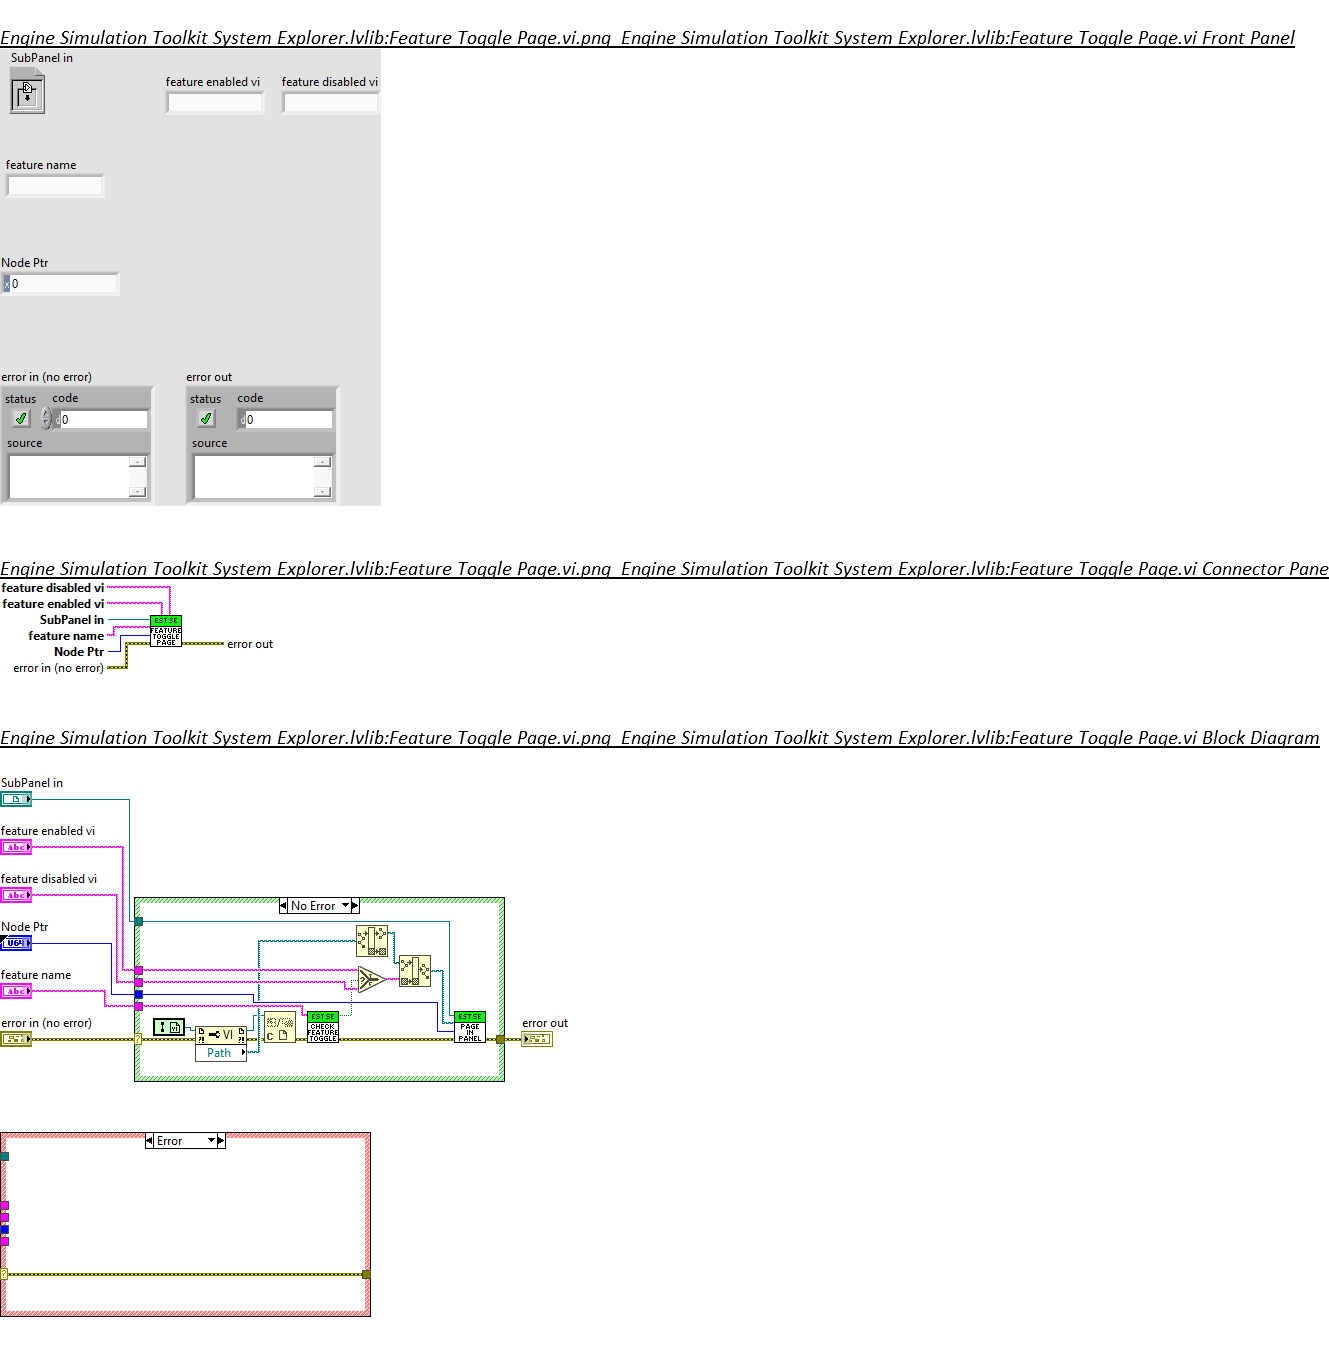 Engine Simulation Toolkit System Explorer.lvlib:Feature Toggle Page.vi.png  Engine Simulation Toolkit System Explorer.lvlib:Feature Toggle Page.vi Front Panel
SubPanel in
feature enabled vi
feature disabled vi
feature name
Node Ptr
x 0
error in (no error)
error out
status code
d 0
source
status code
d 0
source
Engine Simulation Toolkit System Explorer.lvlib:Feature Toggle Page.vi.png  Engine Simulation Toolkit System Explorer.lvlib:Feature Toggle Page.vi Connector Pane
feature disabled vi
feature enabled vi
SubPanel in
feature name
Node Ptr
error in (no error)
EST SE
FEATURE
TOGGLE
PAGE
error out
Engine Simulation Toolkit System Explorer.lvlib:Feature Toggle Page.vi.png  Engine Simulation Toolkit System Explorer.lvlib:Feature Toggle Page.vi Block Diagram
SubPanel in
feature enabled vi
abc
feature disabled vi
abc
Node Ptr
U64
feature name
abc
error in (no error)
No Error
? T F
VI
Path
C
EST SE
CHECK
FEATURE
TOGGLE
EST SE
PAGE
IN
PANEL
error out
Error